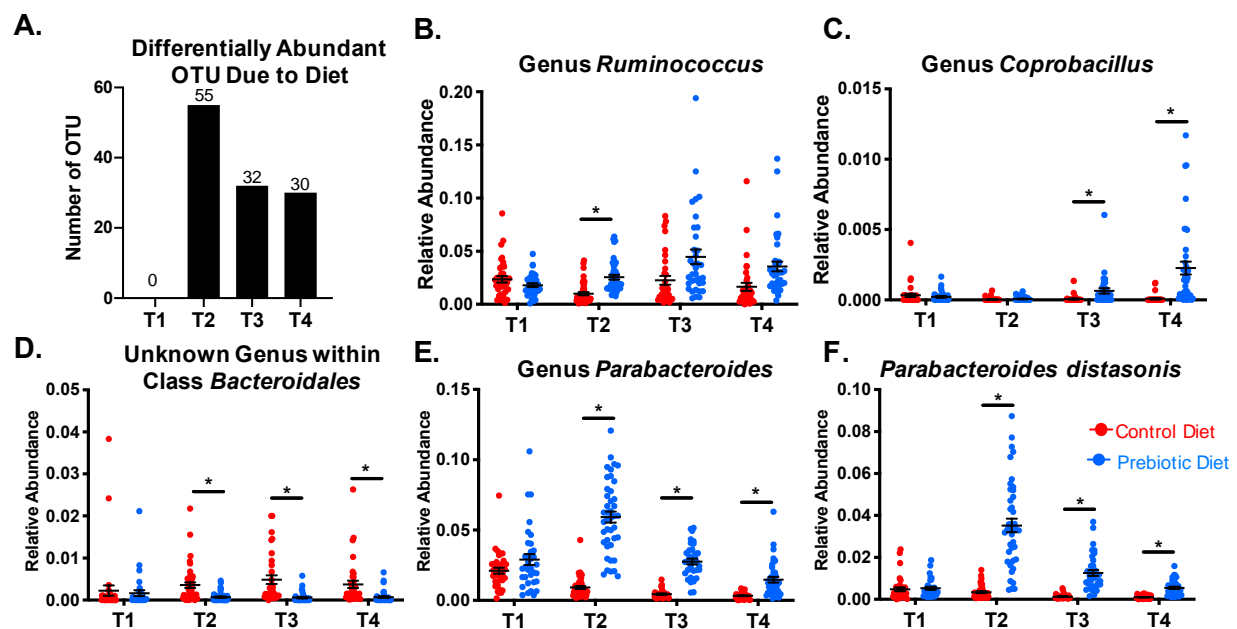 A.
Differentially Abundant
OTU Due to Diet
Number of OTU
60
40
20
0
0
55
32
30
T1 T2 T3 T4
B.
Genus Ruminococcus
Relative Abundance
0.20
0.15
0.10
0.05
0.00
*
T1 T2 T3 T4
C.
Genus Coprobacillus
Relative Abundance
0.015
0.010
0.005
0.000
* *
T1 T2 T3 T4
D.
Unknown Genus within
Class Bacteroidales
Relative Abundance
0.05
0.04
0.03
0.02
0.01
0.00
* * *
T1 T2 T3 T4
E.
Genus Parabacteroides
Relative Abundance
0.15
0.10
0.05
0.00
* * *
T1 T2 T3 T4
F.
Parabacteroides distasonis
Relative Abundance
0.10
0.08
0.06
0.04
0.02
0.00
* * *
Control Diet
Prebiotic Diet
T1 T2 T3 T4